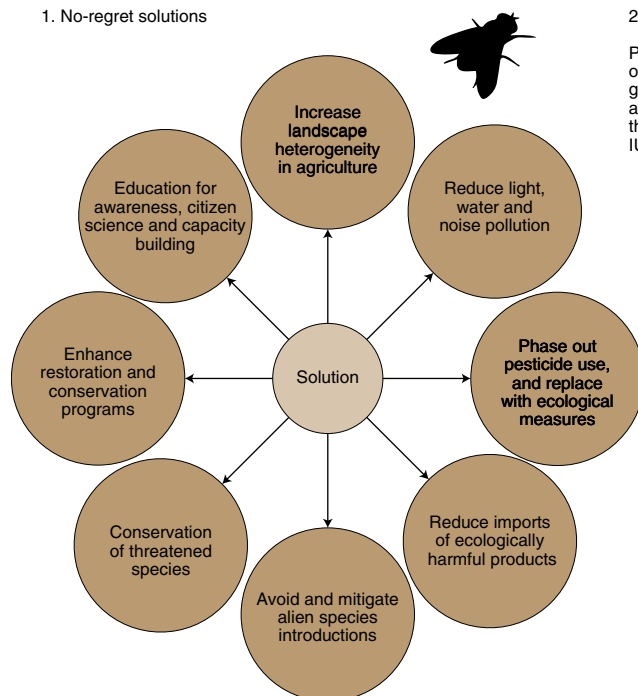 1. No-regret solutions
2
P
o
g
a
th
IU
Increase
landscape
heterogeneity
in agriculture
Reduce light,
water and
noise pollution
Phase out
pesticide use,
and replace
with ecological
measures
Reduce imports
of ecologically
harmful products
Avoid and mitigate
alien species
introductions
Conservation
of threatened
species
Enhance
restoration and
conservation
programs
Education for
awareness, citizen
science and capacity
building
Solution